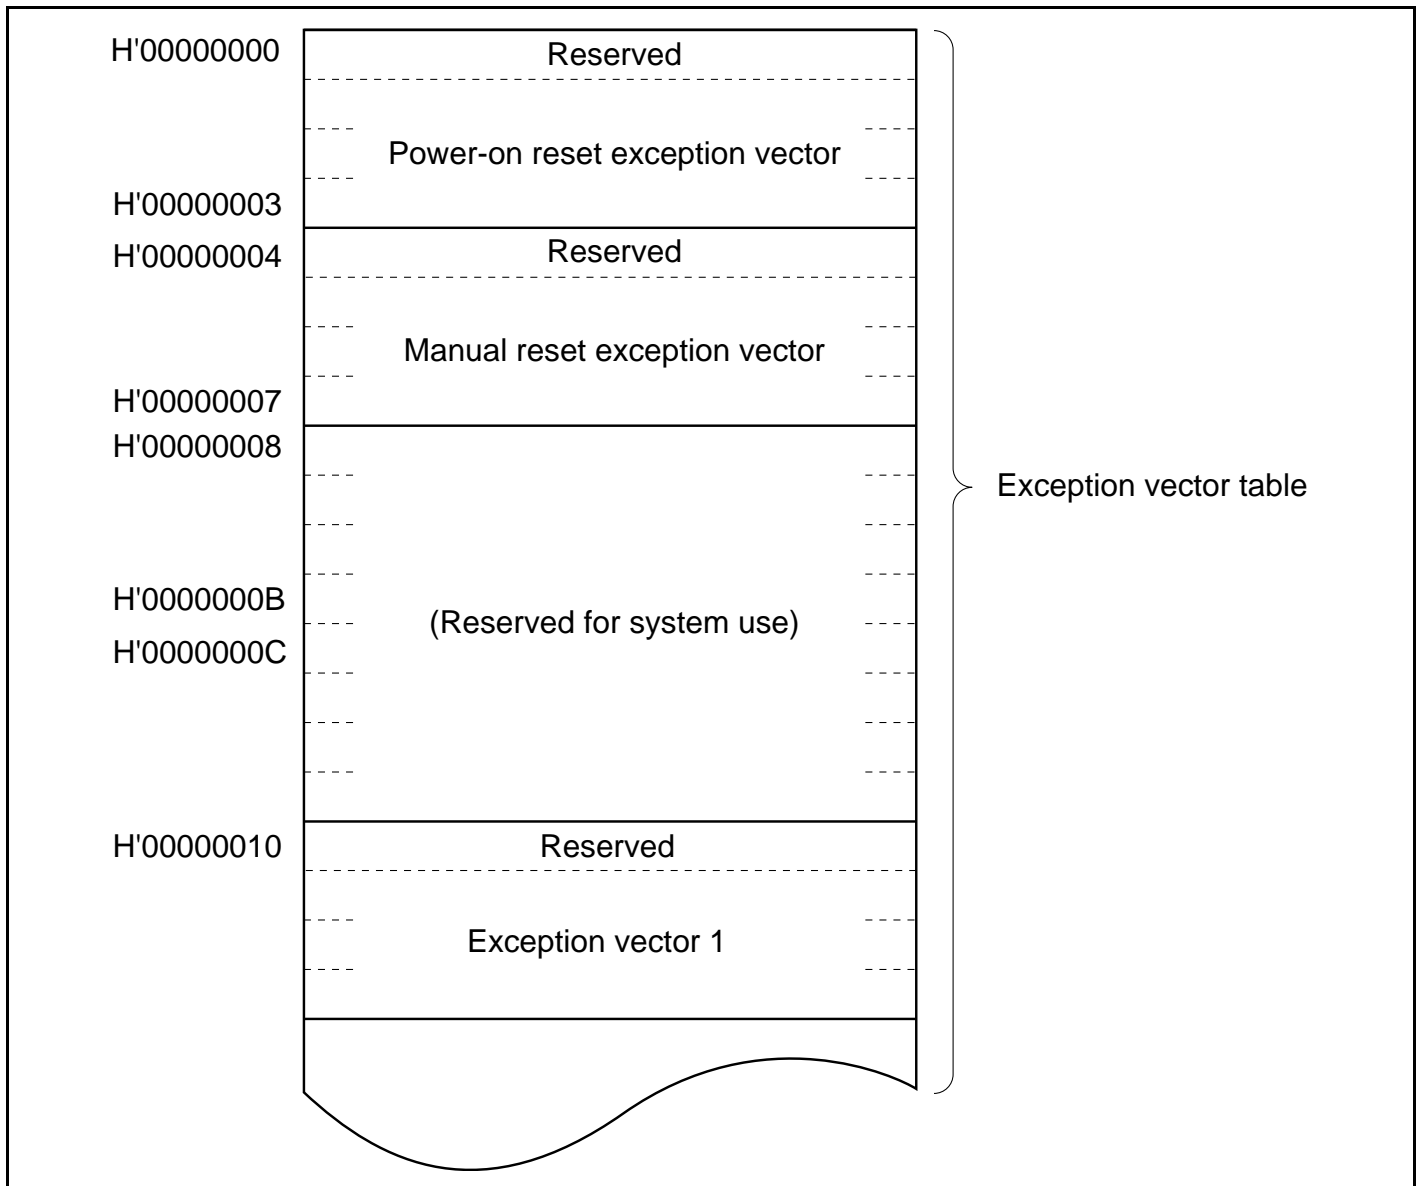 H'00000000
Reserved
Power-on reset exception vector
H'00000003
H'00000004
Reserved
Manual reset exception vector
H'00000007
H'00000008
Exception vector table
H'0000000B
(Reserved for system use)
H'0000000C
H'00000010
Reserved
Exception vector 1